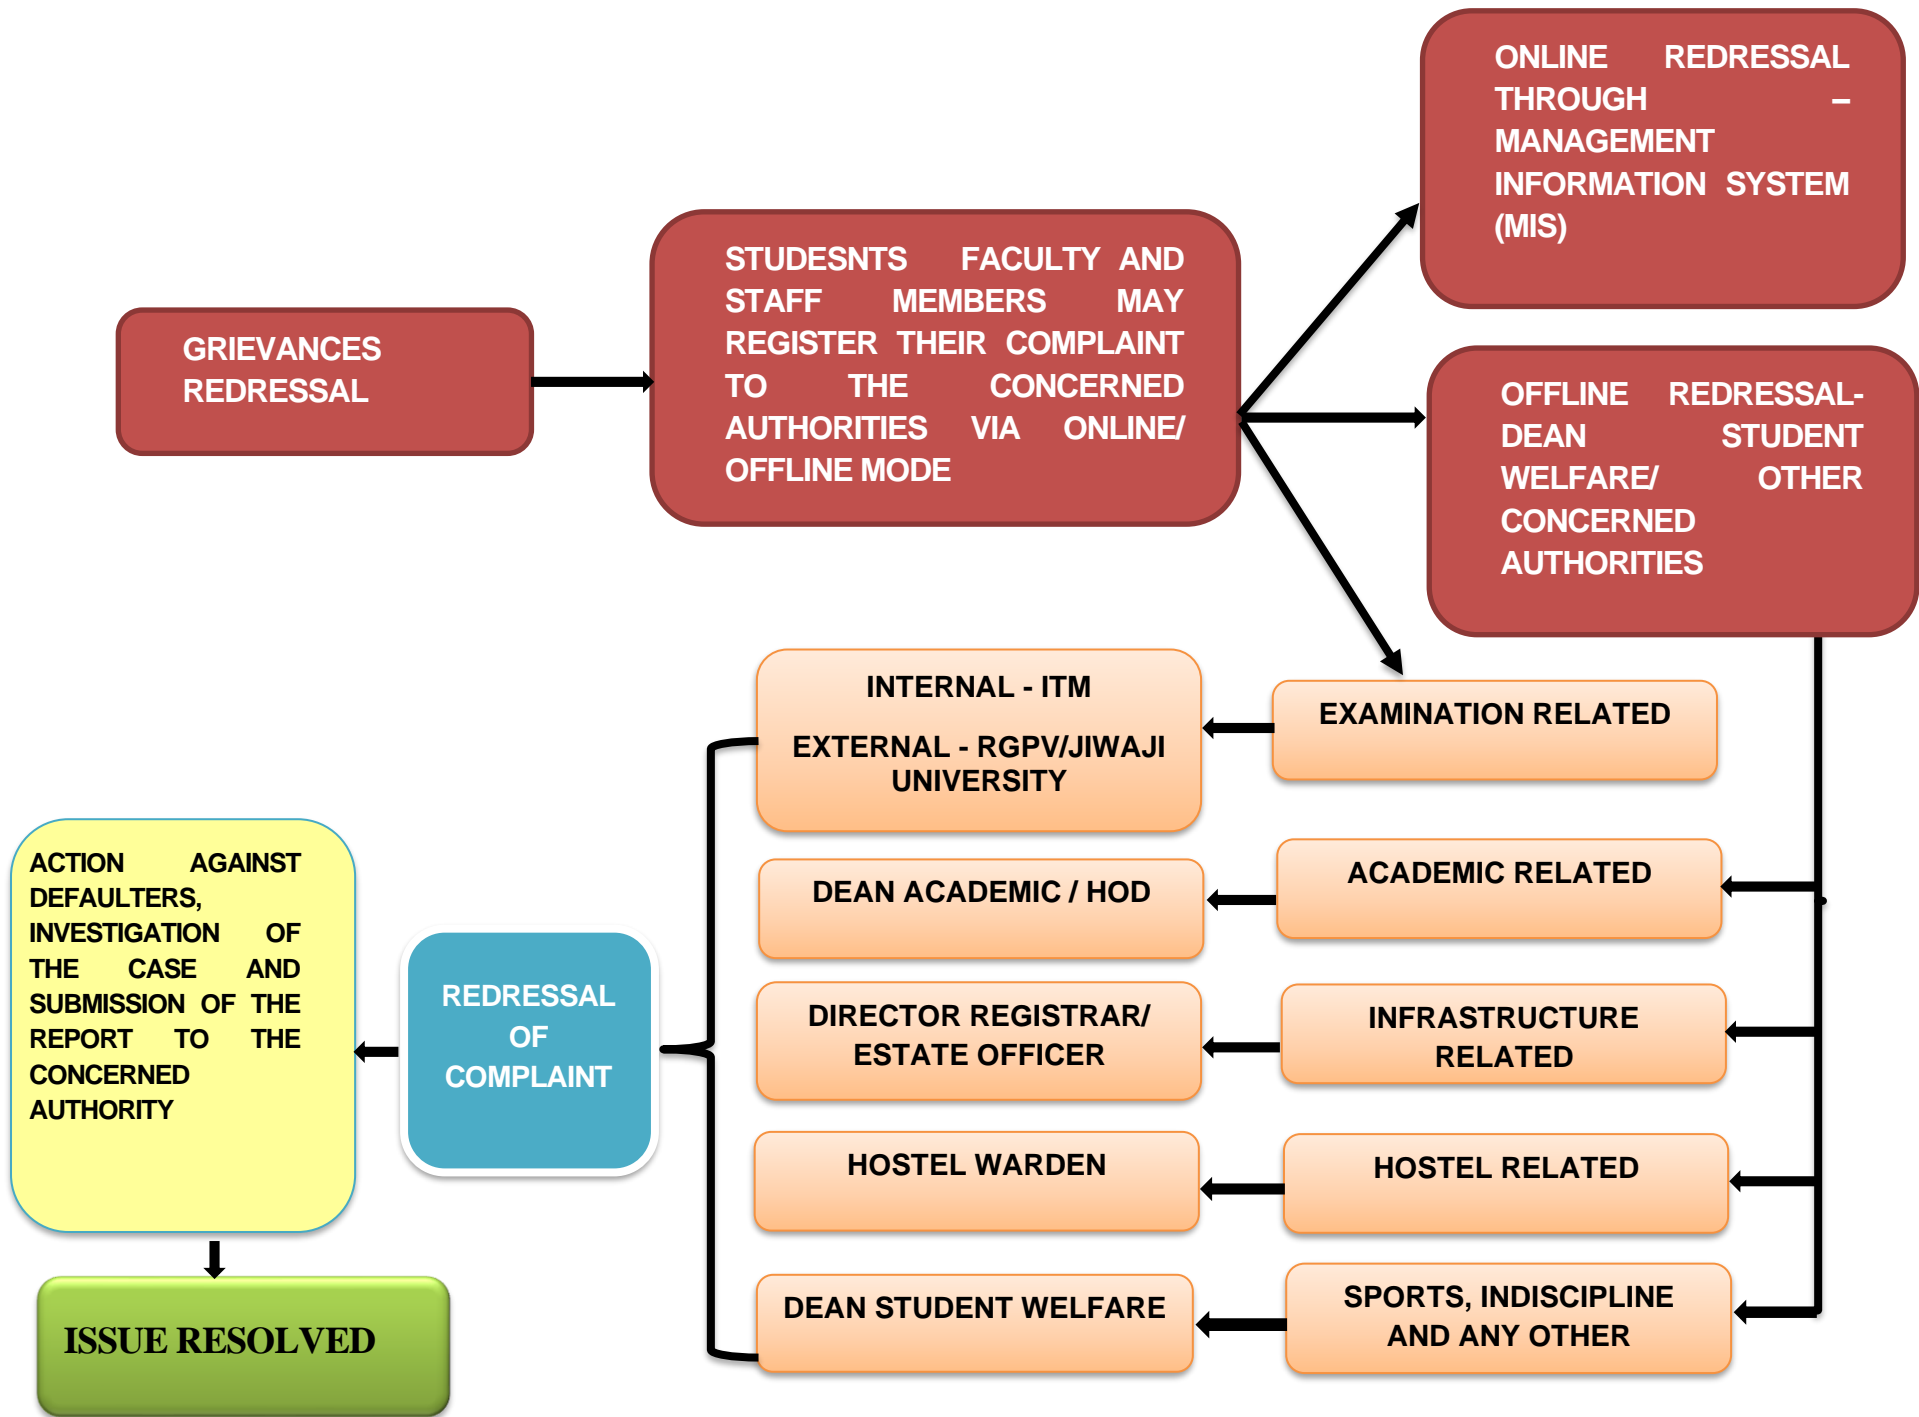 GRIEVANCES
REDRESSAL
STUDESNTS FACULTY AND
STAFF MEMBERS MAY
REGISTER THEIR COMPLAINT
TO THE CONCERNED
AUTHORITIES VIA ONLINE/
OFFLINE MODE
ONLINE REDRESSAL
THROUGH –
MANAGEMENT
INFORMATION SYSTEM
(MIS)
OFFLINE REDRESSAL-
DEAN STUDENT
WELFARE/ OTHER
CONCERNED
AUTHORITIES
EXAMINATION RELATED
INTERNAL - ITM
EXTERNAL - RGPV/JIWAJI
UNIVERSITY
ACADEMIC RELATED
DEAN ACADEMIC / HOD
INFRASTRUCTURE
RELATED
DIRECTOR REGISTRAR/
ESTATE OFFICER
HOSTEL RELATED
HOSTEL WARDEN
SPORTS, INDISCIPLINE
AND ANY OTHER
DEAN STUDENT WELFARE
REDRESSAL
OF
COMPLAINT
ACTION AGAINST
DEFAULTERS,
INVESTIGATION OF
THE CASE AND
SUBMISSION OF THE
REPORT TO THE
CONCERNED
AUTHORITY
ISSUE RESOLVED